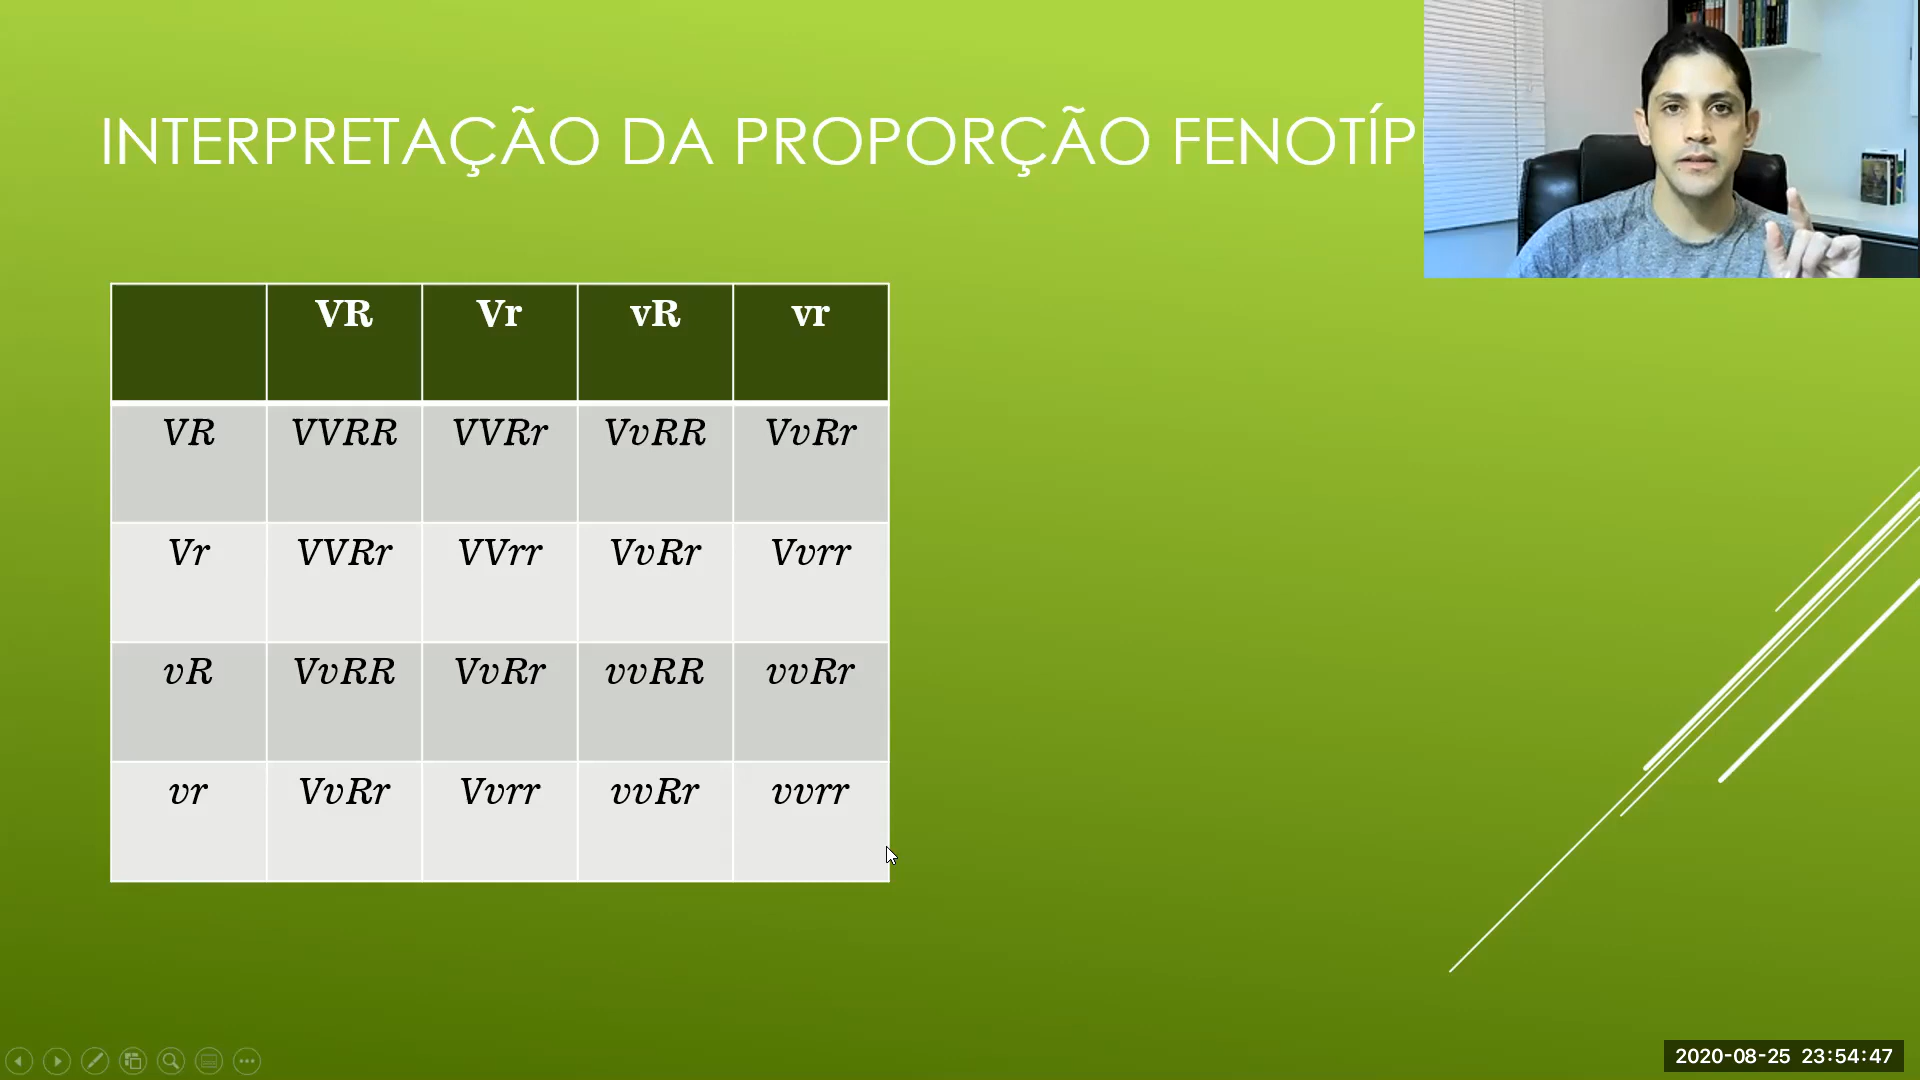 INTERPRETAÇÃO DA PROPORÇÃO FENOTÍP
VR Vr vR vr
VR VVRR VVRr VvRR VvRr
Vr VVRr VVrr VvRr Vvrr
vR VvRR VvRr vvRR vvRr
vr VvRr Vvrr vvRr vvrr
2020-08-25 23:54:47